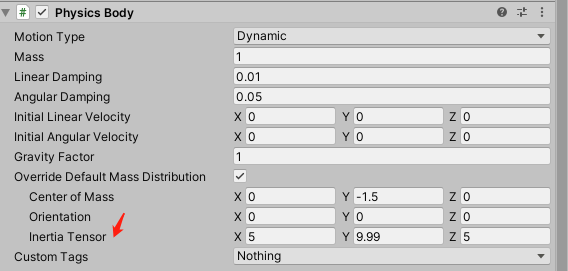 Physics Body
Motion Type Dynamic
Mass 1
Linear Damping 0.01
Angular Damping 0.05
Initial Linear Velocity X 0 Y 0 Z 0
Initial Angular Velocity X 0 Y 0 Z 0
Gravity Factor 1
Override Default Mass Distribution
Center of Mass X 0 Y -1.5 Z 0
Orientation X 0 Y 0 Z 0
Inertia Tensor X 5 Y 9.99 Z 5
Custom Tags Nothing